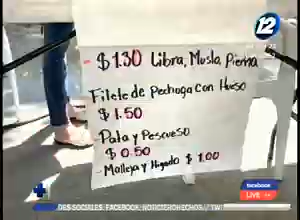 12
- $1.30 Libra, Muslo, Pierna
Filete de Pechuga con Hueso
$1.50
Pata y Pescueso
$0.50
- Molleja y Higado $1.00
facebook
LIVE
DES SOCIALES: FACEBOOK: NOTICIEROHECHOS // TWI